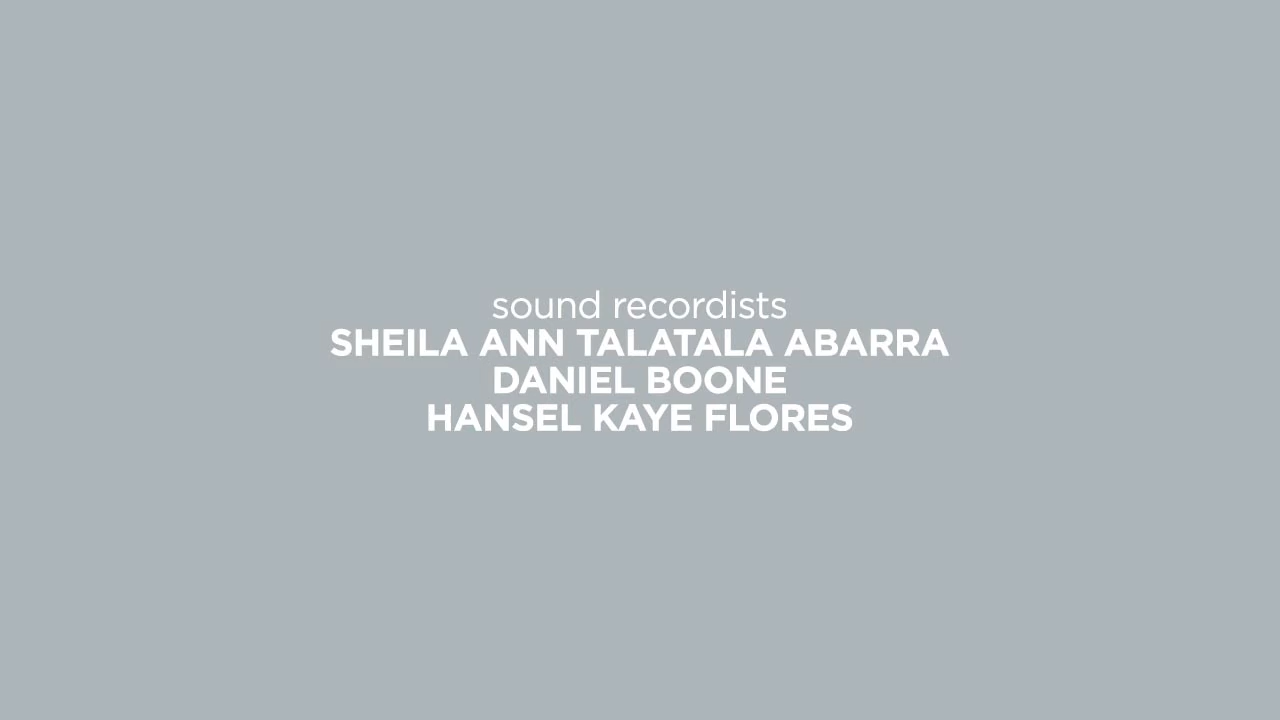 sound recordists
SHEILA ANN TALATALA ABARRA
DANIEL BOONE
HANSEL KAYE FLORES